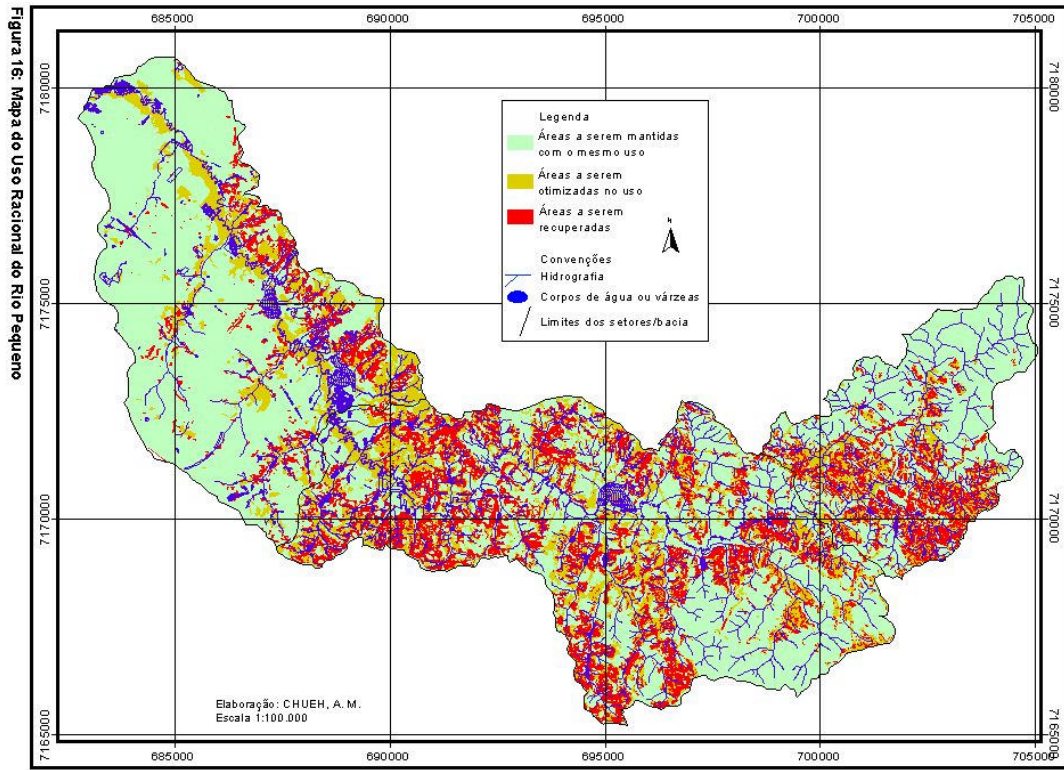 Figura 16: Mapa do Uso Racional do Rio Pequeno
685000 690000 695000 700000 705000
7180000 7180000
Legenda
Áreas a serem mantidas
com o mesmo uso
Áreas a serem
otimizadas no uso
Áreas a serem
recuperadas
N
Convenções
Hidrografia
Corpos de água ou várzeas
Limites dos setores/bacia
7175000 7175000
7170000 7170000
Elaboração: CHUEH, A. M.
Escala 1:100.000
7165000 7165000
685000 690000 695000 700000 705000